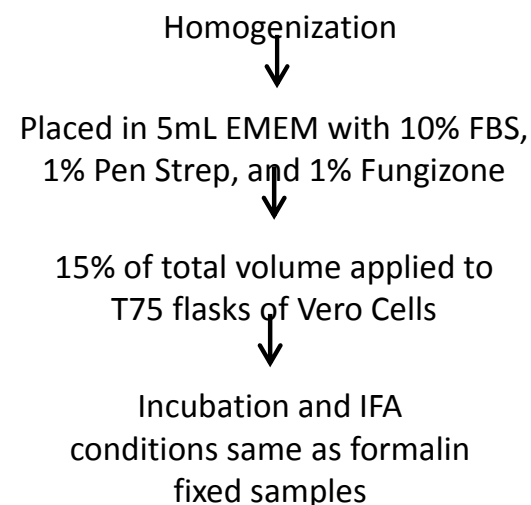 Homogenization
Placed in 5mL EMEM with 10% FBS,
1% Pen Strep, and 1% Fungizone
15% of total volume applied to
T75 flasks of Vero Cells
Incubation and IFA
conditions same as formalin
fixed samples